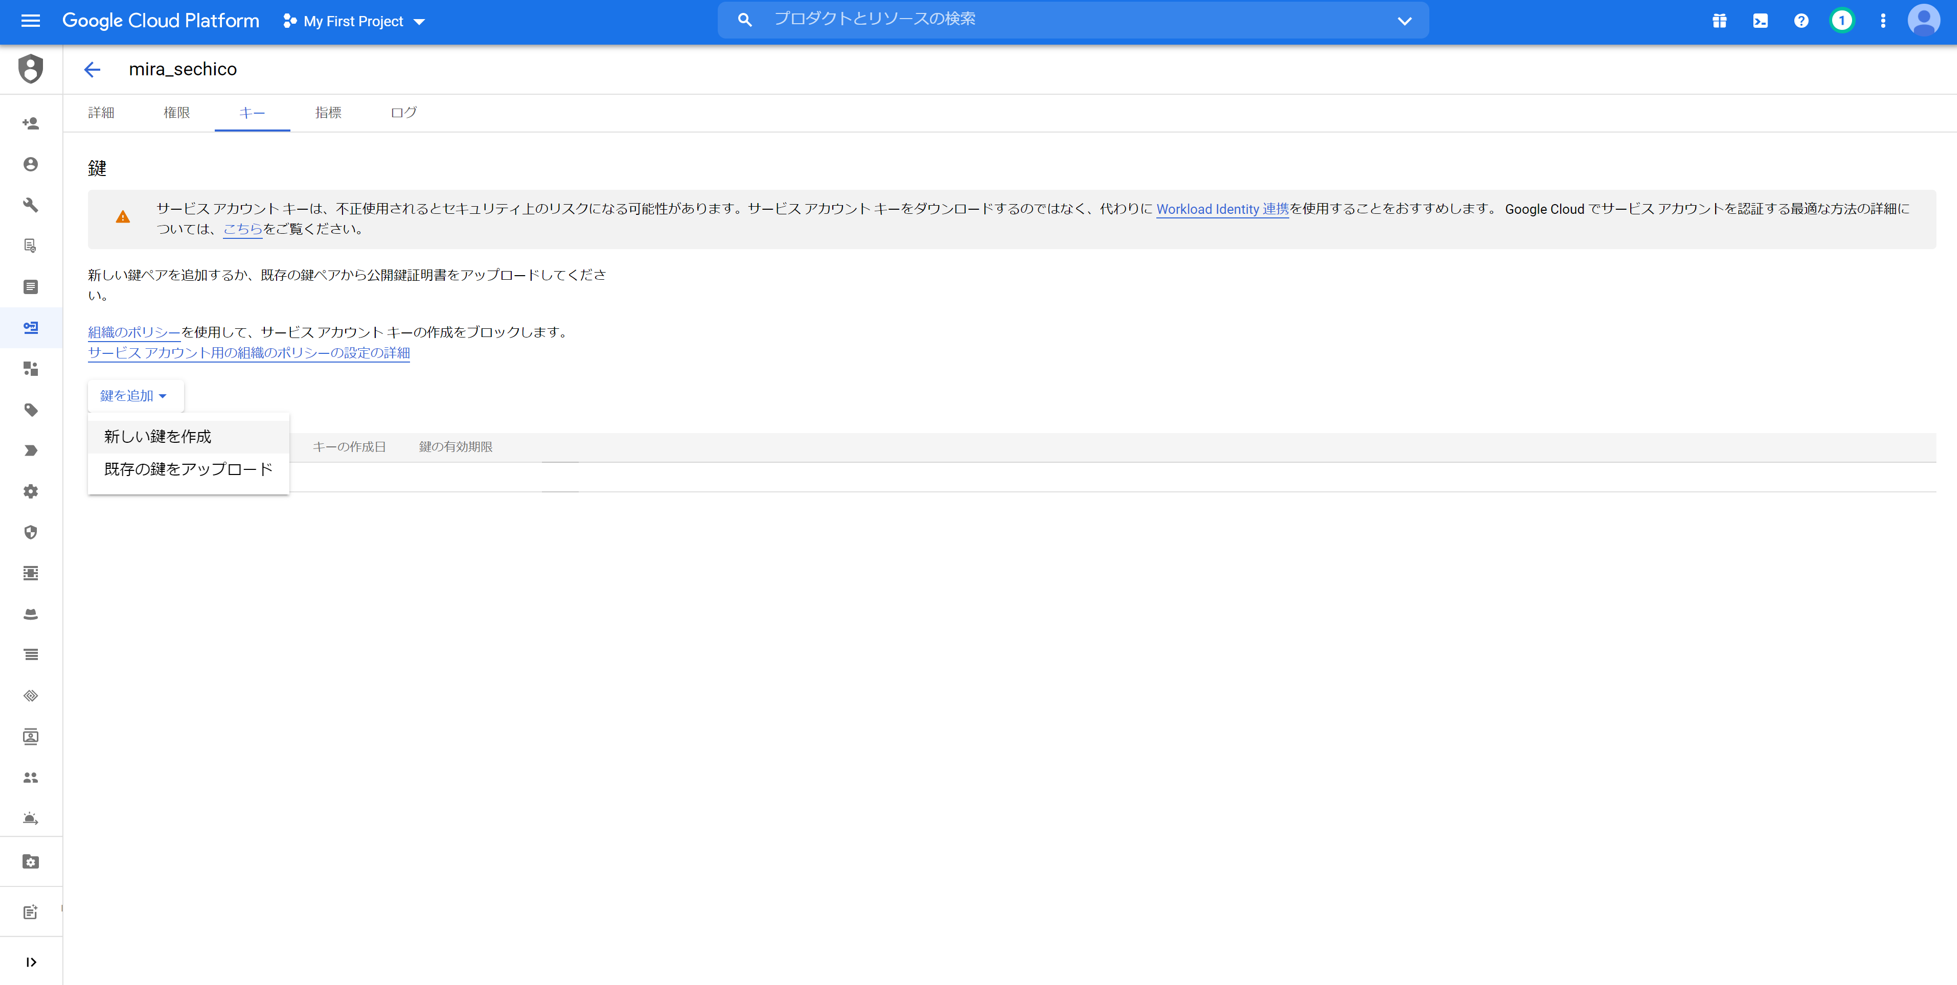 Google Cloud Platform
My First Project
プロダクトとリソースの検索
1
mira_sechico
詳細
権限
キー
指標
ログ
鍵
サービス アカウント キーは、不正使用されるとセキュリティ上のリスクになる可能性があります。サービス アカウント キーをダウンロードするのではなく、代わりに Workload Identity 連携を使用することをおすすめします。 Google Cloud でサービス アカウントを認証する最適な方法の詳細に
ついては、こちらをご覧ください。
新しい鍵ペアを追加するか、既存の鍵ペアから公開鍵証明書をアップロードしてくださ
い。
組織のポリシーを使用して、サービス アカウント キーの作成をブロックします。
サービス アカウント用の組織のポリシーの設定の詳細
鍵を追加
新しい鍵を作成
既存の鍵をアップロード
キーの作成日
鍵の有効期限